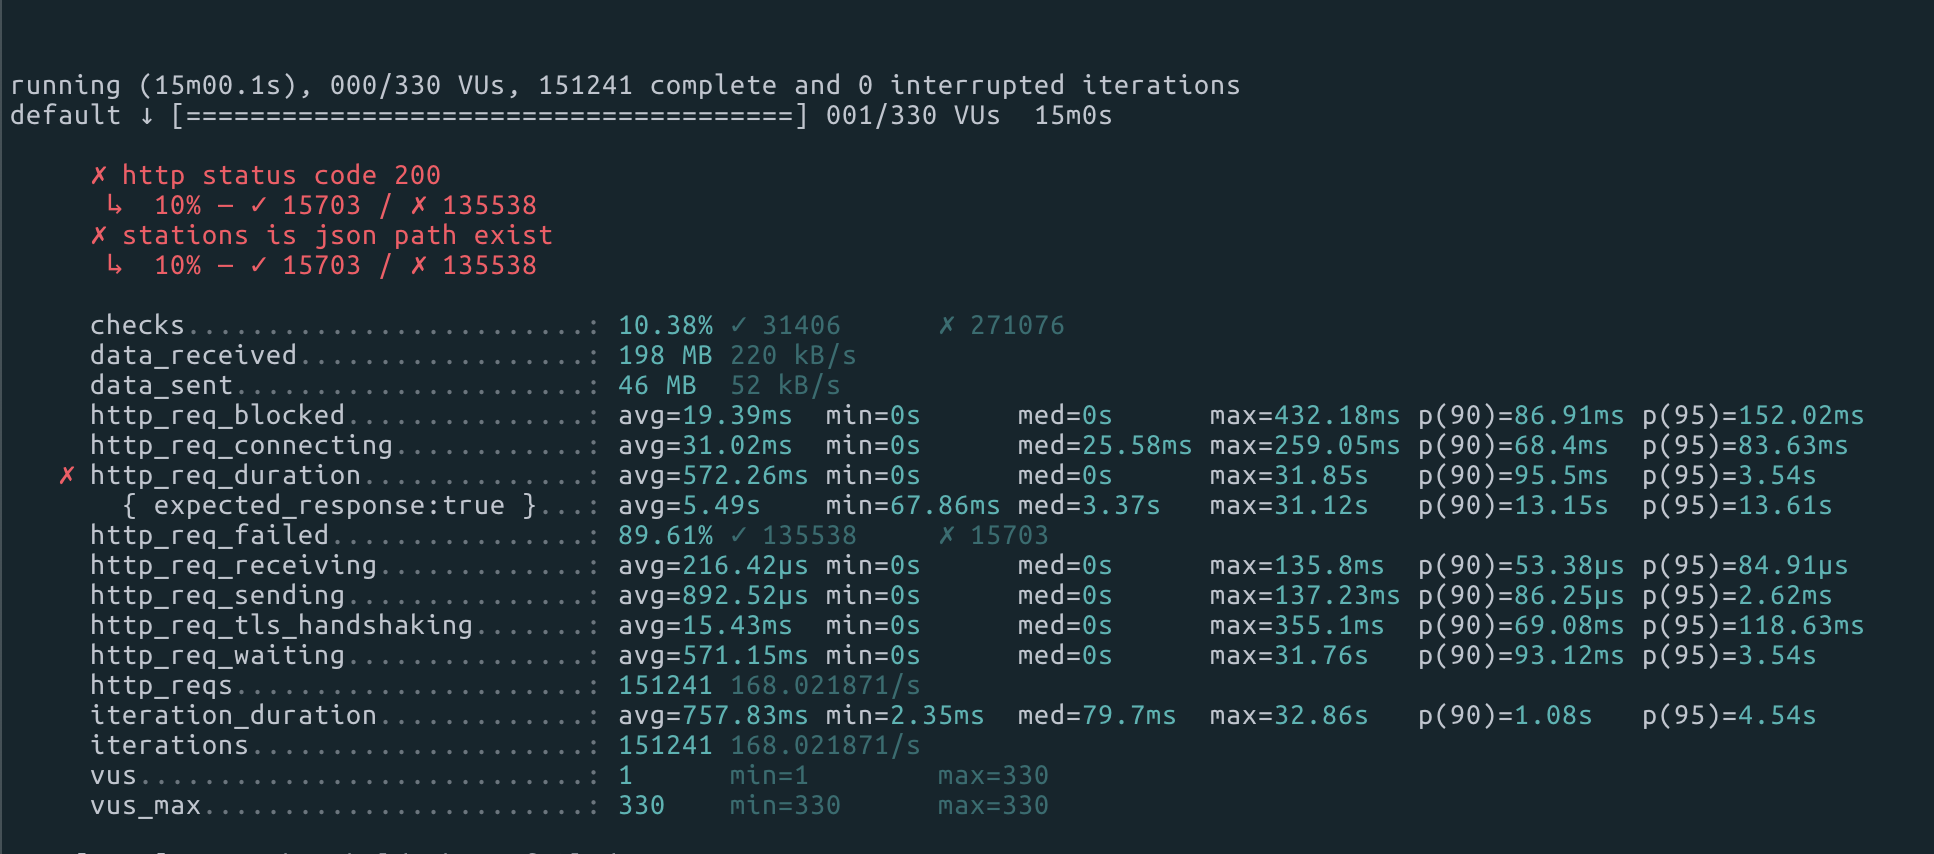 running (15m00.1s), 000/330 VUs, 151241 complete and 0 interrupted iterations
default ↓ [======================================] 001/330 VUs  15m0s
✗ http status code 200
↳  10% — ✓ 15703 / ✗ 135538
✗ stations is json path exist
↳  10% — ✓ 15703 / ✗ 135538
checks.........................: 10.38% ✓ 31406      ✗ 271076
data_received..................: 198 MB 220 kB/s
data_sent......................: 46 MB  52 kB/s
http_req_blocked...............: avg=19.39ms  min=0s      med=0s      max=432.18ms p(90)=86.91ms p(95)=152.02ms
http_req_connecting............: avg=31.02ms  min=0s      med=25.58ms max=259.05ms p(90)=68.4ms  p(95)=83.63ms
✗ http_req_duration..............: avg=572.26ms min=0s      med=0s      max=31.85s   p(90)=95.5ms  p(95)=3.54s
{ expected_response:true }...: avg=5.49s    min=67.86ms med=3.37s   max=31.12s   p(90)=13.15s  p(95)=13.61s
http_req_failed................: 89.61% ✓ 135538     ✗ 15703
http_req_receiving.............: avg=216.42µs min=0s      med=0s      max=135.8ms  p(90)=53.38µs p(95)=84.91µs
http_req_sending...............: avg=892.52µs min=0s      med=0s      max=137.23ms p(90)=86.25µs p(95)=2.62ms
http_req_tls_handshaking.......: avg=15.43ms  min=0s      med=0s      max=355.1ms  p(90)=69.08ms p(95)=118.63ms
http_req_waiting...............: avg=571.15ms min=0s      med=0s      max=31.76s   p(90)=93.12ms p(95)=3.54s
http_reqs......................: 151241 168.021871/s
iteration_duration.............: avg=757.83ms min=2.35ms  med=79.7ms  max=32.86s   p(90)=1.08s   p(95)=4.54s
iterations.....................: 151241 168.021871/s
vus............................: 1      min=1        max=330
vus_max........................: 330    min=330      max=330